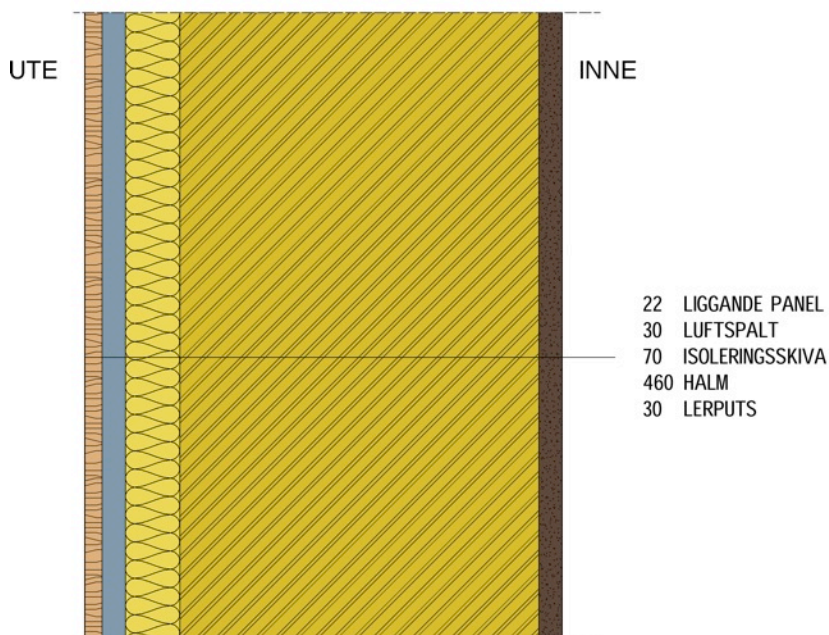 UTE
INNE
22 LIGGANDE PANEL
30 LUFTSPALT
70 ISOLERINGSSKIVA
460 HALM
30 LERPUTS